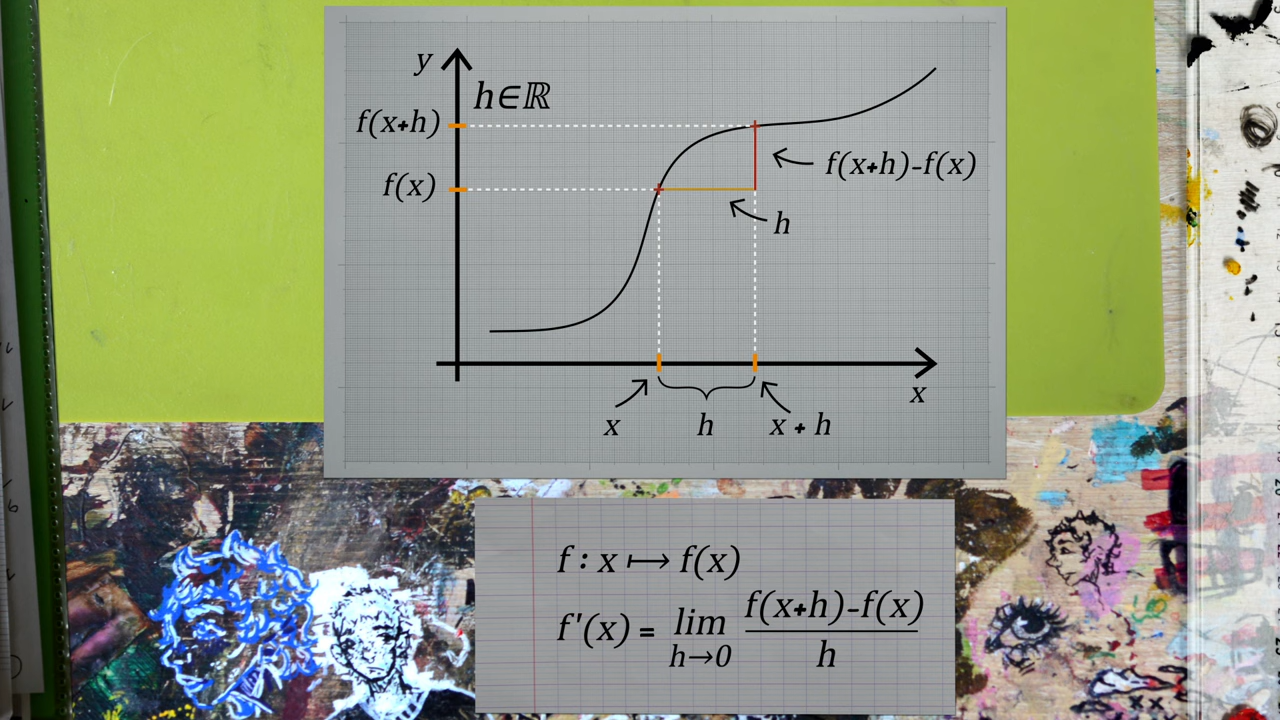 y
h∈ℝ
f(x+h)
f(x)
f(x+h)-f(x)
h
x
x
h
x + h
f : x ⟼ f(x)
f'(x) = lim f(x+h)-f(x)
h→0 h